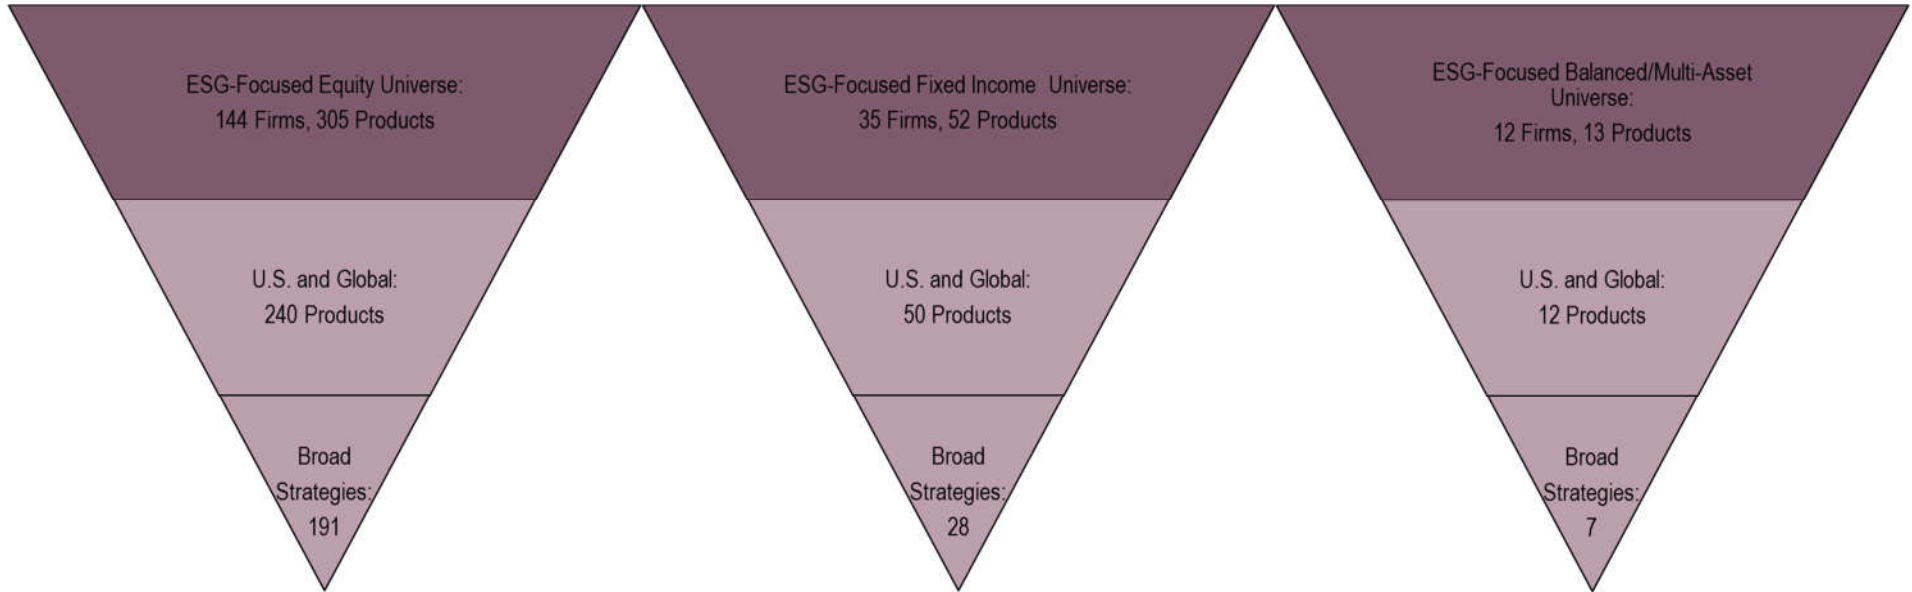 ESG-Focused Equity Universe:
144 Firms, 305 Products
U.S. and Global:
240 Products
Broad
Strategies:
191
ESG-Focused Fixed Income Universe:
35 Firms, 52 Products
U.S. and Global:
50 Products
Broad
Strategies:
28
ESG-Focused Balanced/Multi-Asset
Universe:
12 Firms, 13 Products
U.S. and Global:
12 Products
Broad
Strategies:
7